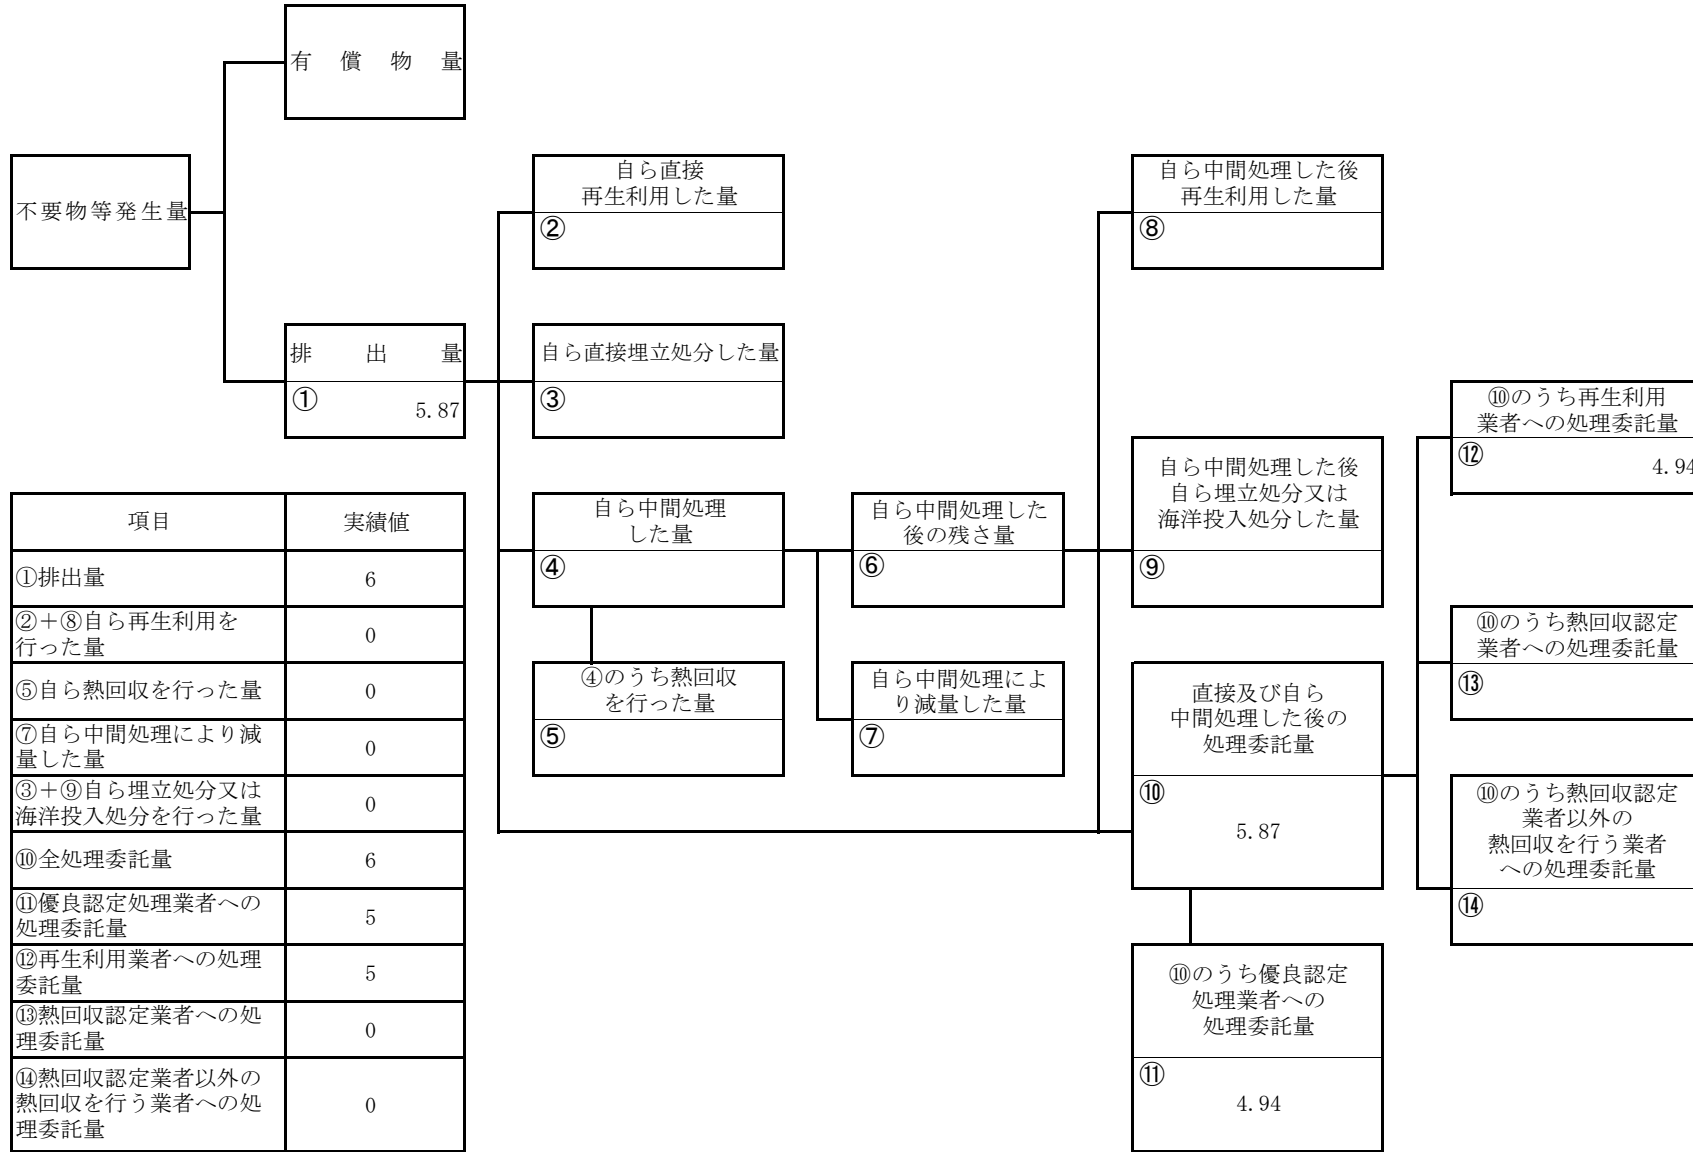 有償物量
不要物等発生量
排出量
①
5.87
自ら直接
再生利用した量
②
自ら直接埋立処分した量
③
自ら中間処理
した量
④
④のうち熱回収
を行った量
⑤
自ら中間処理した
後の残さ量
⑥
自ら中間処理によ
り減量した量
⑦
自ら中間処理した後
再生利用した量
⑧
自ら中間処理した後
自ら埋立処分又は
海洋投入処分した量
⑨
直接及び自ら
中間処理した後の
処理委託量
⑩
5.87
⑩のうち優良認定
処理業者への
処理委託量
⑪
4.94
⑩のうち再生利用
業者への処理委託量
⑫
4.94
⑩のうち熱回収認定
業者への処理委託量
⑬
⑩のうち熱回収認定
業者以外の
熱回収を行う業者
への処理委託量
⑭
項目 実績値
①排出量 6
②+⑧自ら再生利用を
行った量 0
⑤自ら熱回収を行った量 0
⑦自ら中間処理により減
量した量 0
③+⑨自ら埋立処分又は
海洋投入処分を行った量 0
⑩全処理委託量 6
⑪優良認定処理業者への
処理委託量 5
⑫再生利用業者への処理
委託量 5
⑬熱回収認定業者への処
理委託量 0
⑭熱回収認定業者以外の
熱回収を行う業者への処
理委託量 0